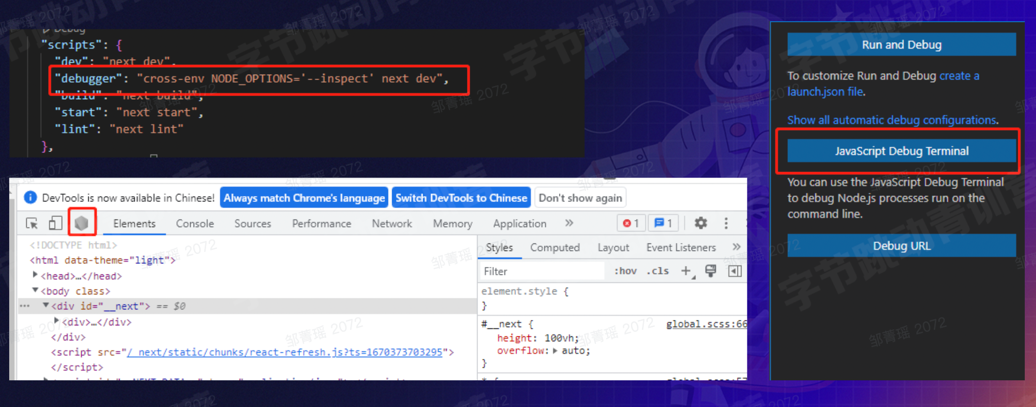 Debug
"scripts": {
"dev": "next dev",
"debugger": "cross-env NODE_OPTIONS='--inspect' next dev",
"build": "next build",
"start": "next start",
"lint": "next lint"
},
DevTools is now available in Chinese! Always match Chrome's language Switch DevTools to Chinese Don't show again
Elements Console Sources Performance Network Memory Application » 1 1
<!DOCTYPE html>
<html data-theme="light">
<head>…</head>
<body class>
<div id="__next"> == $0
<div>…</div>
</div>
<script src="/_next/static/chunks/react-refresh.js?ts=1670373703295">
</script>
Styles Computed Layout Event Listeners »
Filter :hov .cls +
element.style {
}
#__next { global.scss:66
height: 100vh;
overflow: auto;
}
global.scss:57
Run and Debug
To customize Run and Debug create a
launch.json file.
Show all automatic debug configurations.
JavaScript Debug Terminal
You can use the JavaScript Debug Terminal
to debug Node.js processes run on the
command line.
Debug URL
字节跳动青训营
邹菁瑶 2072